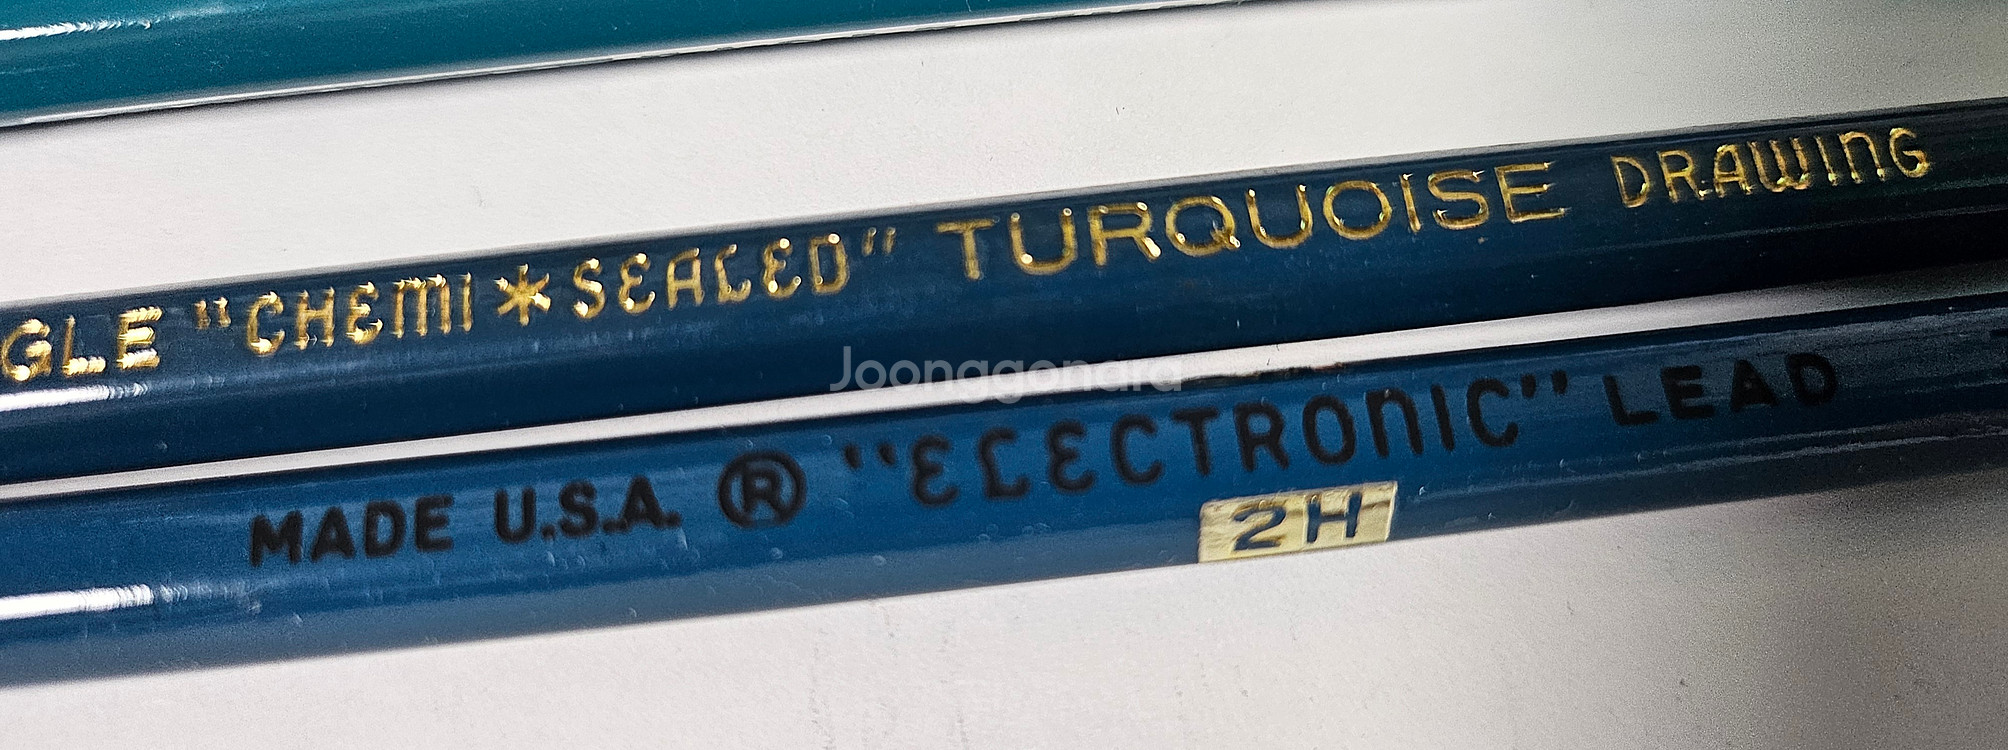 GLE "CHEMI*SEALED" TURQUOISE DRAWING
Joonggonara
MADE U.S.A. ® "ELECTRONIC" LEAD
2H